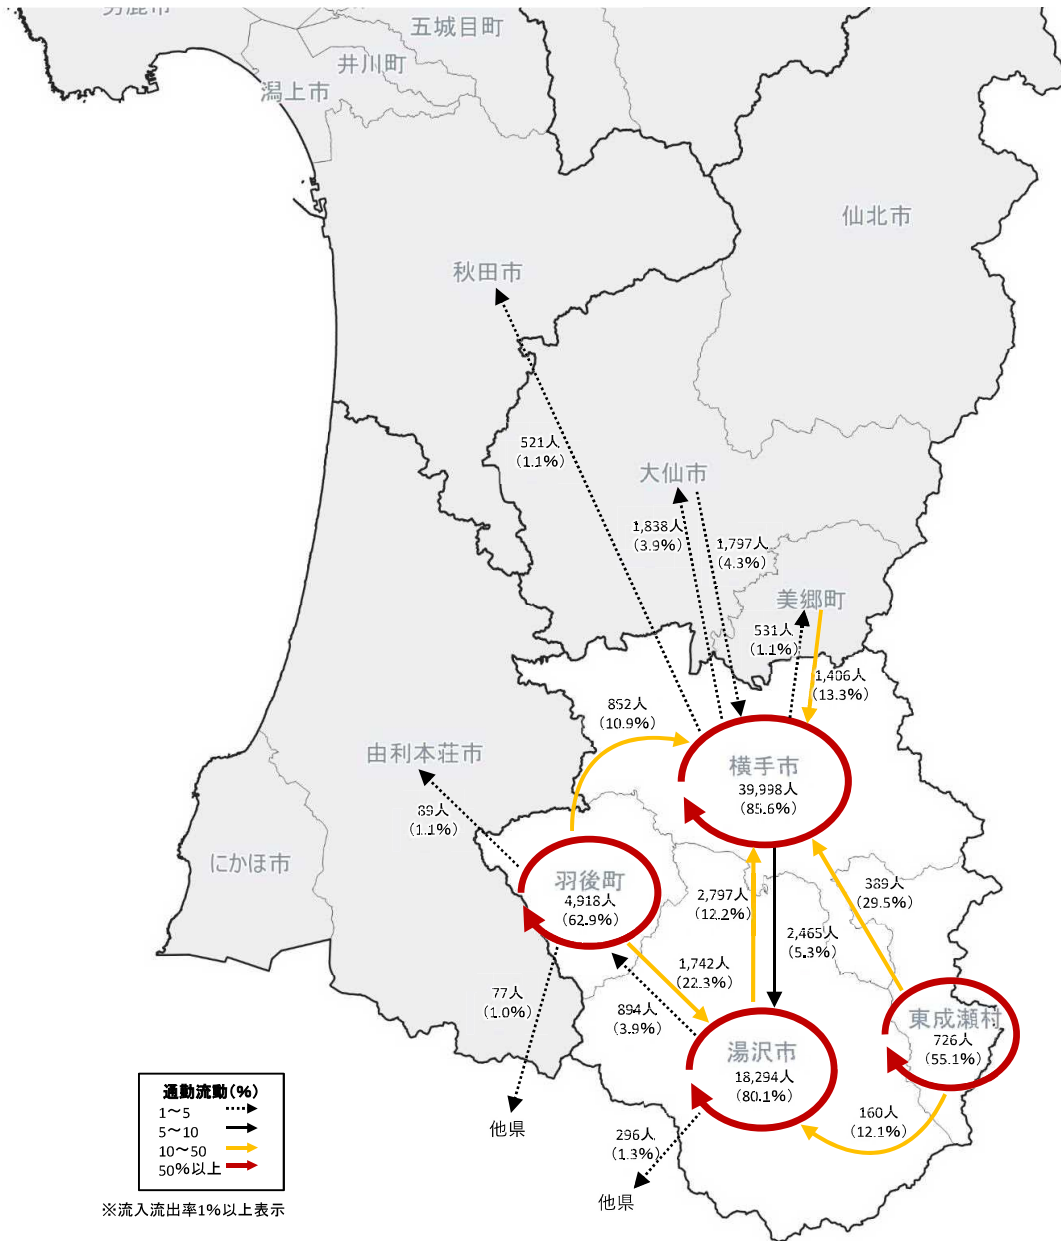 男鹿市
五城目町
井川町
潟上市
仙北市
秋田市
521人
(1.1%)
大仙市
1,838人
(3.9%)
1,797人
(4.3%)
美郷町
531人
(1.1%)
1,406人
(13.3%)
852人
(10.9%)
由利本荘市
横手市
39,998人
(85.6%)
89人
(1.1%)
にかほ市
羽後町
4,918人
(62.9%)
2,797人
(12.2%)
389人
(29.5%)
2,465人
(5.3%)
1,742人
(22.3%)
77人
(1.0%)
894人
(3.9%)
東成瀬村
726人
(55.1%)
湯沢市
18,294人
(80.1%)
160人
(12.1%)
他県
296人
(1.3%)
他県
通勤流動(%)
1～5
5～10
10～50
50%以上
※流入流出率1%以上表示